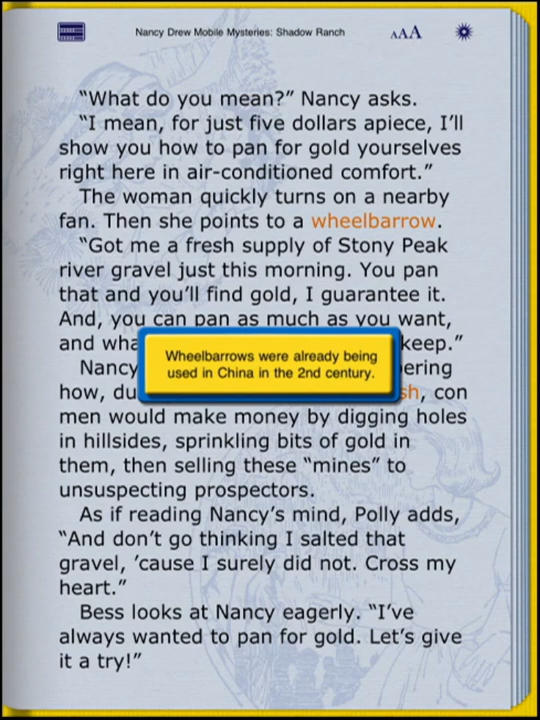 Nancy Drew Mobile Mysteries: Shadow Ranch
AAA
“What do you mean?” Nancy asks.
“I mean, for just five dollars apiece, I’ll
show you how to pan for gold yourselves
right here in air-conditioned comfort.”
The woman quickly turns on a nearby
fan. Then she points to a wheelbarrow.
“Got me a fresh supply of Stony Peak
river gravel just this morning. You pan
that and you’ll find gold, I guarantee it.
And, you can pan as much as you want,
and keep.”
Wheelbarrows were already being
used in China in the 2nd century.
Nancy
how, con
men would make money by digging holes
in hillsides, sprinkling bits of gold in
them, then selling these “mines” to
unsuspecting prospectors.
As if reading Nancy’s mind, Polly adds,
“And don’t go thinking I salted that
gravel, ’cause I surely did not. Cross my
heart.”
Bess looks at Nancy eagerly. “I’ve
always wanted to pan for gold. Let’s give
it a try!”